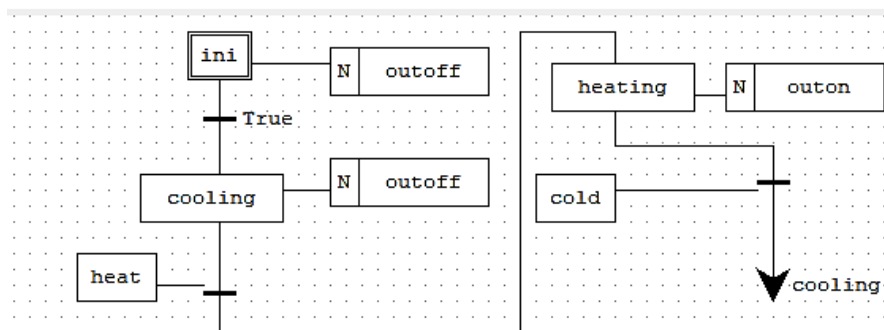 ini
N outoff
True
cooling
N outoff
heat
heating
N outon
cold
cooling